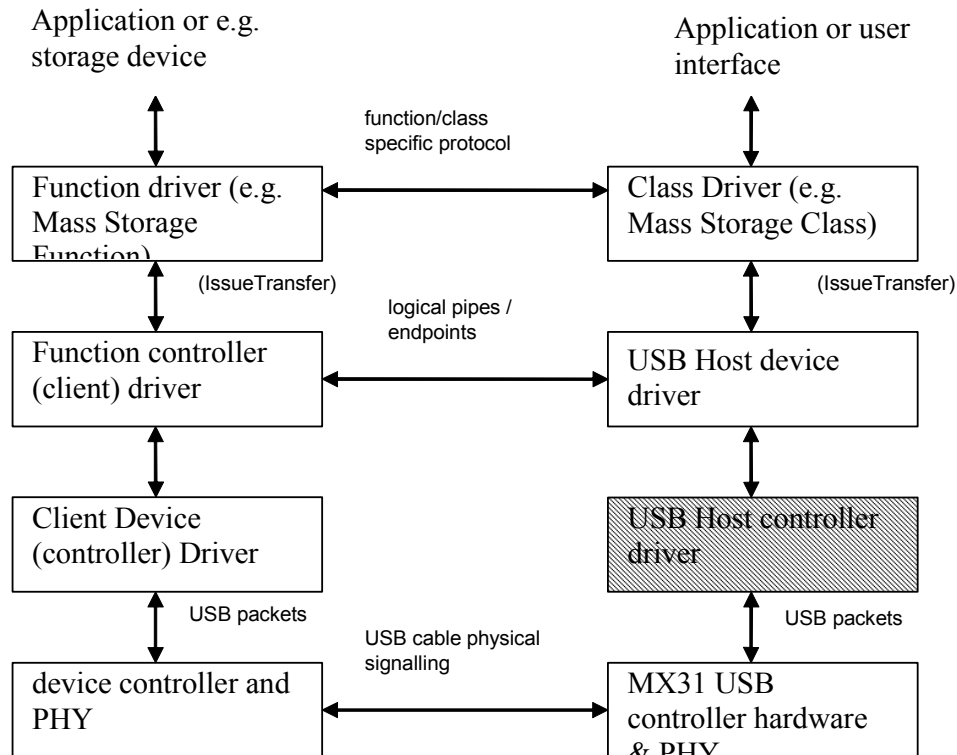 Application or e.g.
storage device
Application or user
interface
function/class
specific protocol
Function driver (e.g.
Mass Storage
Function)
Class Driver (e.g.
Mass Storage Class)
(IssueTransfer)
(IssueTransfer)
logical pipes /
endpoints
Function controller
(client) driver
USB Host device
driver
Client Device
(controller) Driver
USB Host controller
driver
USB packets
USB packets
USB cable physical
signalling
device controller and
PHY
MX31 USB
controller hardware
& PHY